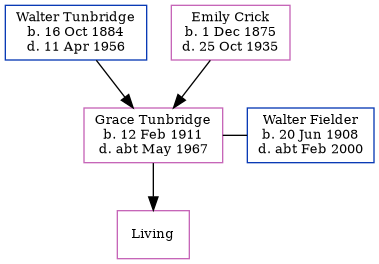 Walter Tunbridge
b. 16 Oct 1884
d. 11 Apr 1956
Emily Crick
b. 1 Dec 1875
d. 25 Oct 1935
Grace Tunbridge
b. 12 Feb 1911
d. abt May 1967
Walter Fielder
b. 20 Jun 1908
d. abt Feb 2000
Living